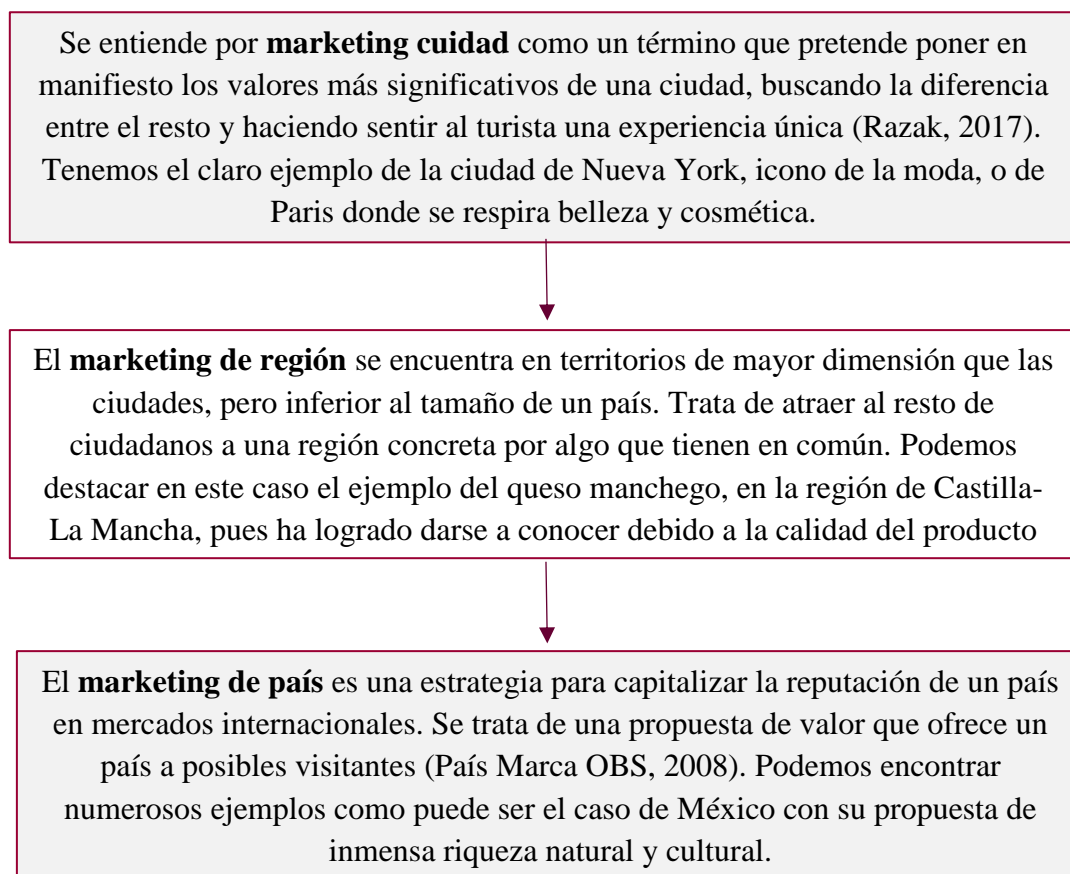 Se entiende por marketing cuidad como un término que pretende poner en
manifiesto los valores más significativos de una ciudad, buscando la diferencia
entre el resto y haciendo sentir al turista una experiencia única (Razak, 2017).
Tenemos el claro ejemplo de la ciudad de Nueva York, icono de la moda, o de
Paris donde se respira belleza y cosmética.
El marketing de región se encuentra en territorios de mayor dimensión que las
ciudades, pero inferior al tamaño de un país. Trata de atraer al resto de
ciudadanos a una región concreta por algo que tienen en común. Podemos
destacar en este caso el ejemplo del queso manchego, en la región de Castilla-
La Mancha, pues ha logrado darse a conocer debido a la calidad del producto
El marketing de país es una estrategia para capitalizar la reputación de un país
en mercados internacionales. Se trata de una propuesta de valor que ofrece un
país a posibles visitantes (País Marca OBS, 2008). Podemos encontrar
numerosos ejemplos como puede ser el caso de México con su propuesta de
inmensa riqueza natural y cultural.